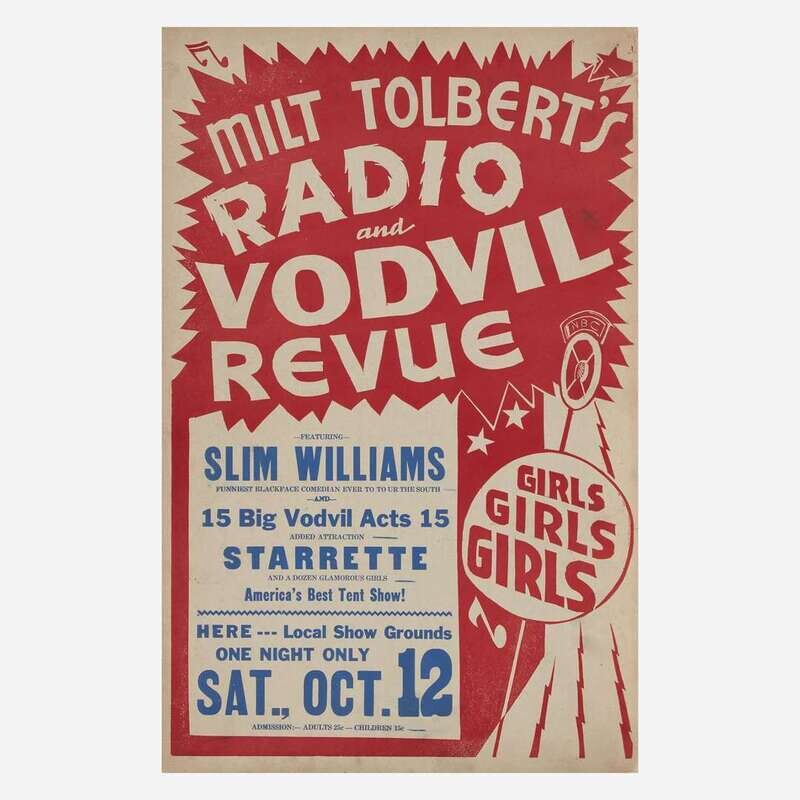 MILT TOLBERT'S
RADIO
and
VODVIL
REVUE
NBC
—FEATURING—
SLIM WILLIAMS
FUNNIEST BLACKFACE COMEDIAN EVER TO TO UR THE SOUTH
—AND—
15 Big Vodvil Acts 15
ADDED ATTRACTION
STARRETTE
AND A DOZEN GLAMOROUS GIRLS
America's Best Tent Show!
GIRLS
GIRLS
GIRLS
HERE --- Local Show Grounds
ONE NIGHT ONLY
SAT., OCT. 12
ADMISSION:— ADULTS 25c — CHILDREN 15c